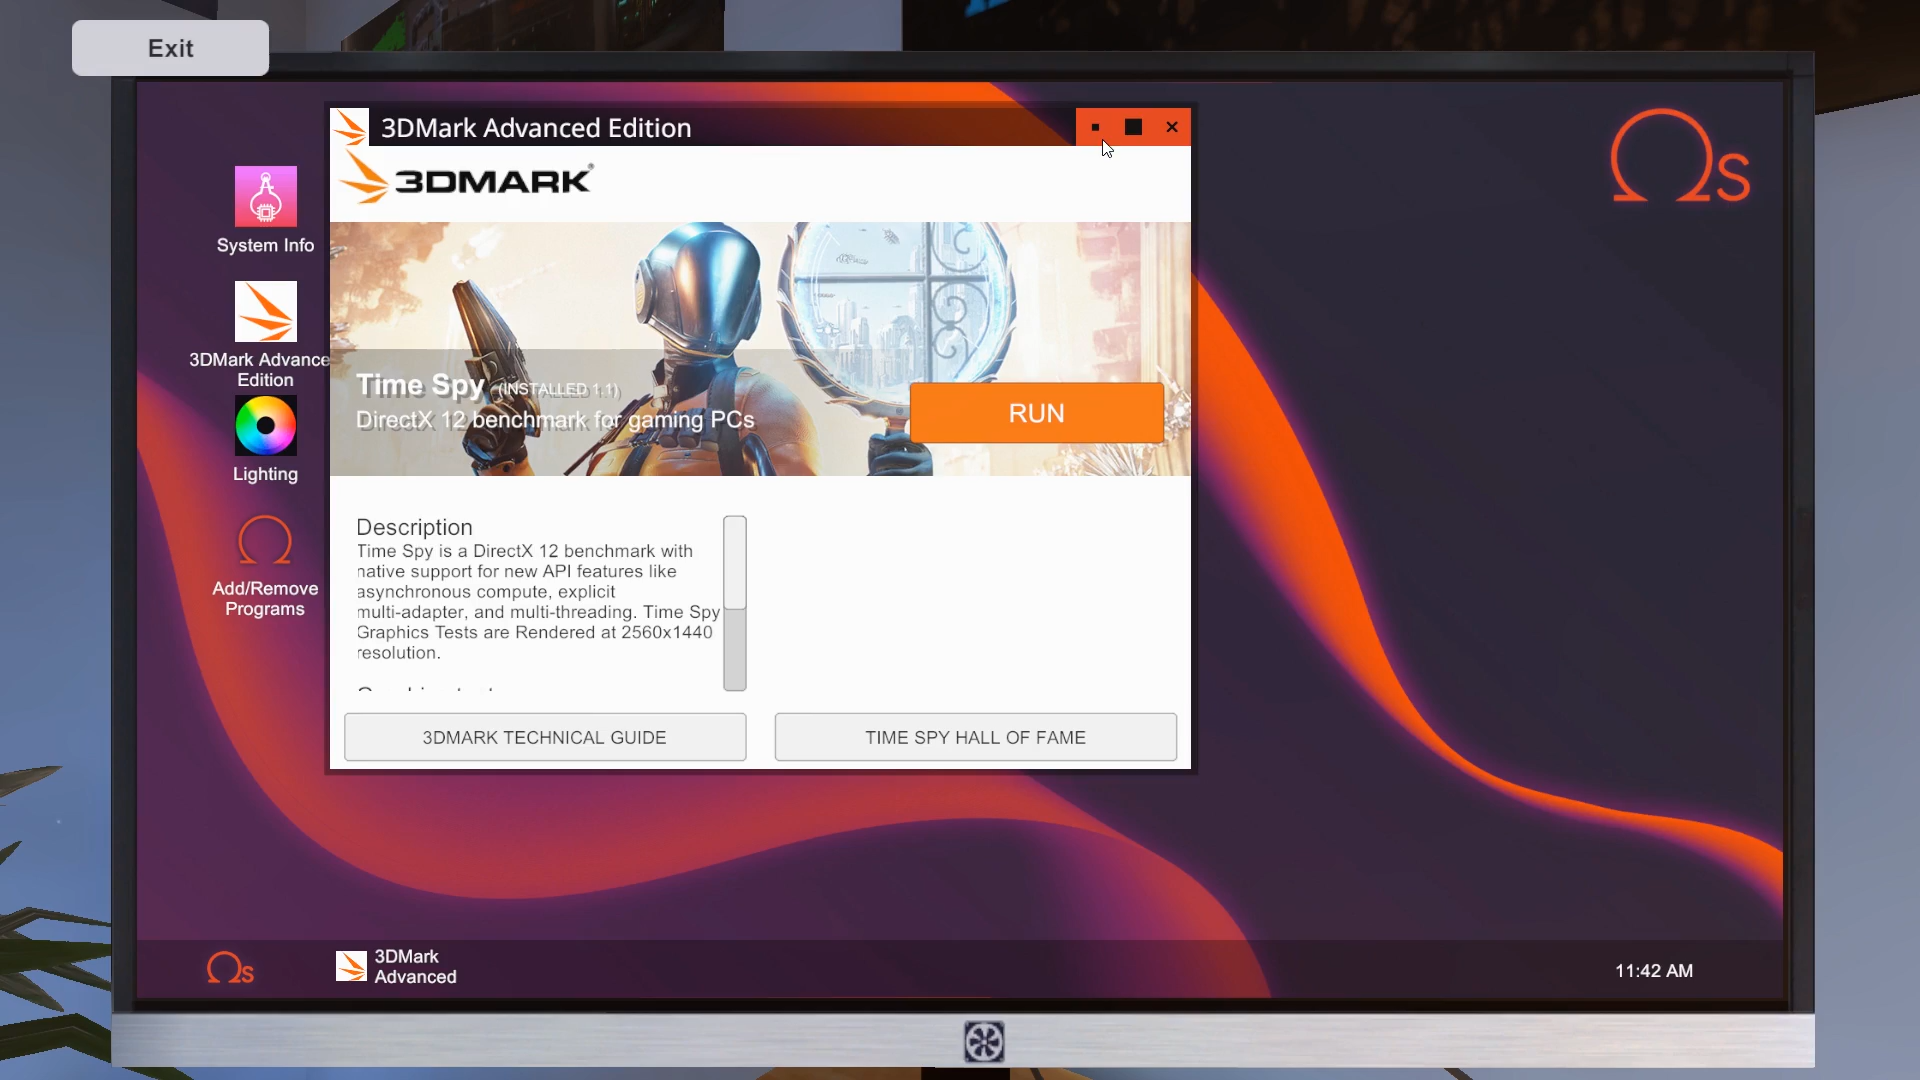 Exit
3DMark Advanced Edition
3DMARK
System Info
3DMark Advance
Edition
Lighting
Add/Remove
Programs
Time Spy (INSTALLED 1.1)
DirectX 12 benchmark for gaming PCs
RUN
Description
Time Spy is a DirectX 12 benchmark with
native support for new API features like
asynchronous compute, explicit
multi-adapter, and multi-threading. Time Spy
Graphics Tests are Rendered at 2560x1440
resolution.
3DMARK TECHNICAL GUIDE
TIME SPY HALL OF FAME
Ωs
Ωs
3DMark
Advanced
11:42 AM